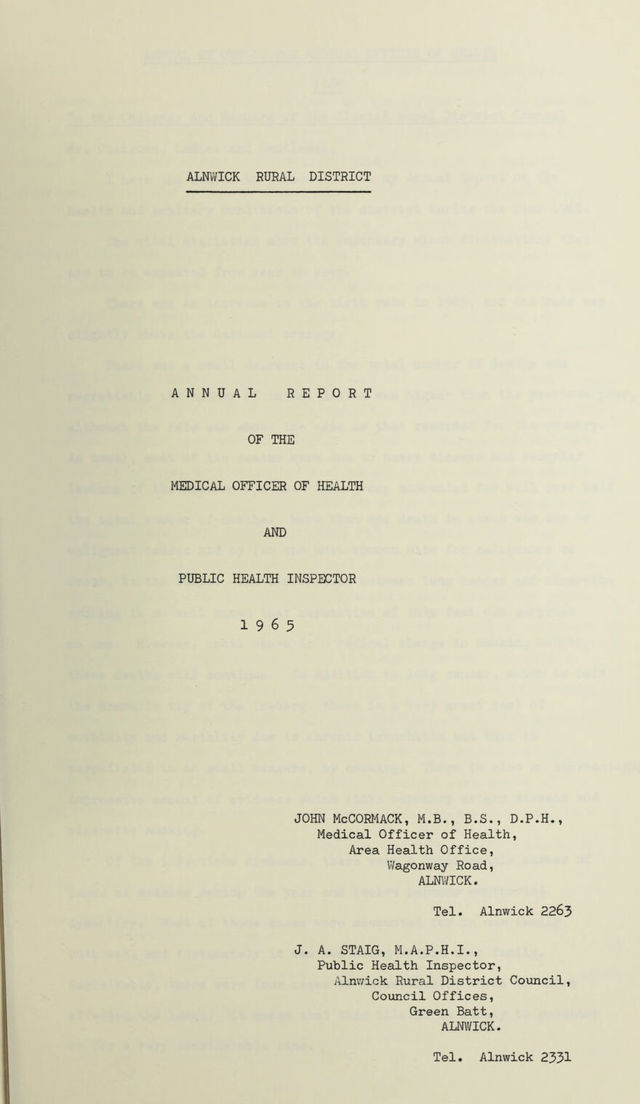 ALNWICK RURAL DISTRICT
ANNUAL REPORT
OF THE
MEDICAL OFFICER OF HEALTH
AND
PUBLIC HEALTH INSPECTOR
1965
JOHN McCORMACK, M.B., B.S., D.P.H.,
Medical Officer of Health,
Area Health Office,
Wagonway Road,
ALNWICK.
Tel. Alnwick 2263
J. A. STAIG, M.A.P.H.I.,
Public Health Inspector,
Alnwick Rural District Council,
Council Offices,
Green Batt,
ALNWICK.
Tel. Alnwick 2331